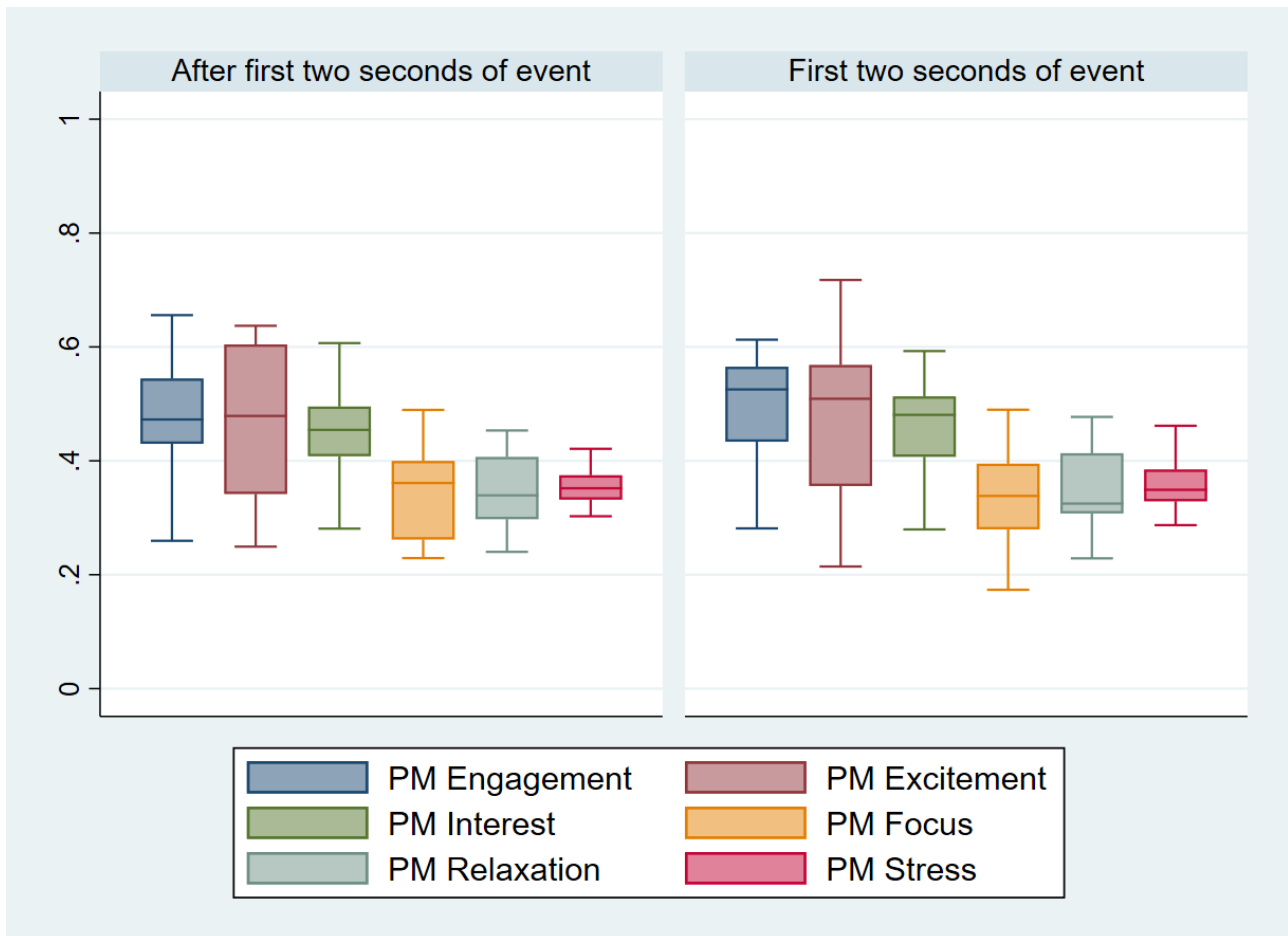 After first two seconds of event
First two seconds of event
1
.8
.6
.4
.2
0
PM Engagement
PM Excitement
PM Interest
PM Focus
PM Relaxation
PM Stress